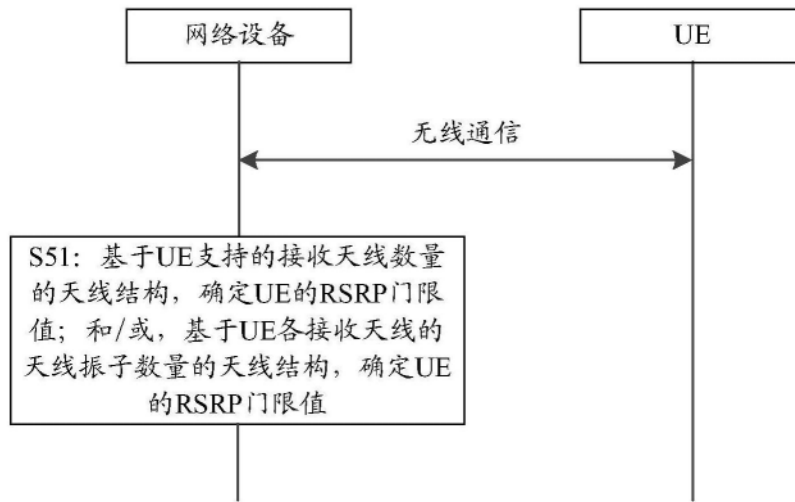 网络设备
UE
无线通信
S51：基于UE支持的接收天线数量
的天线结构，确定UE的RSRP门限
值；和/或，基于UE各接收天线的
天线振子数量的天线结构，确定UE
的RSRP门限值